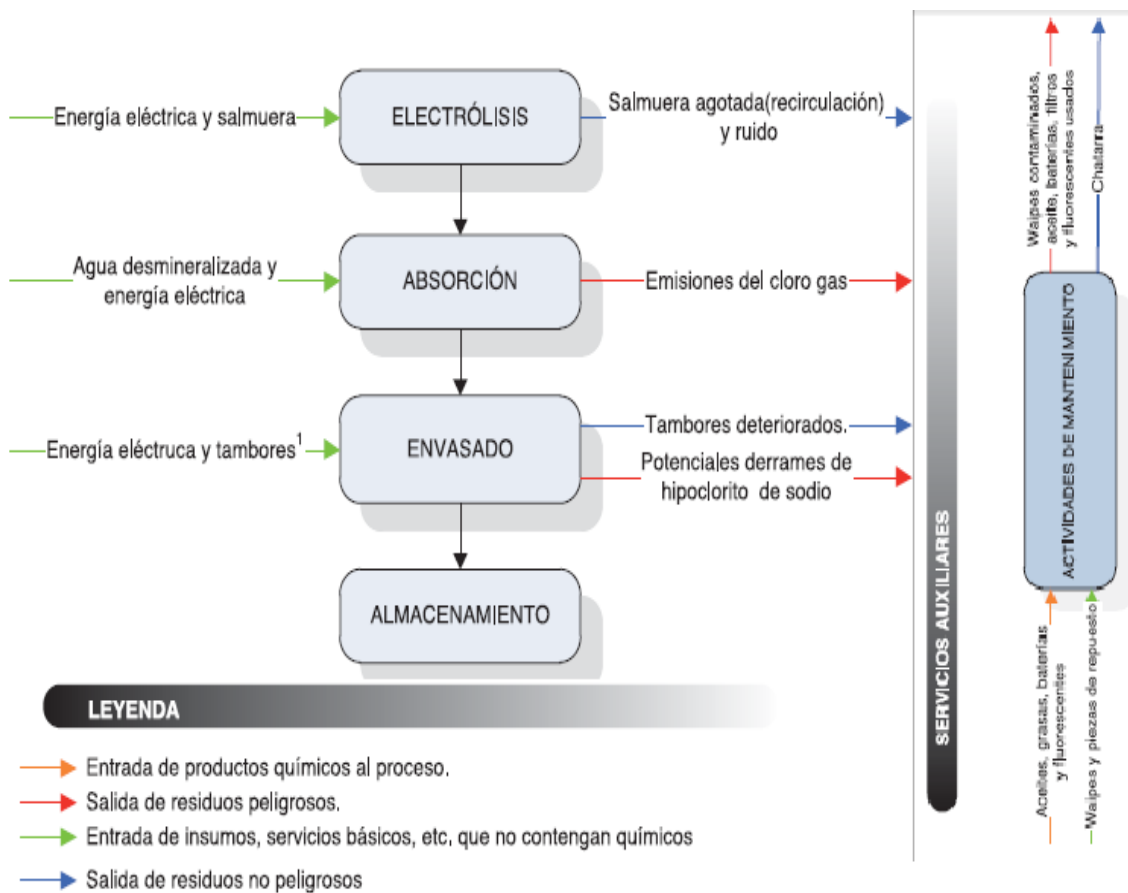 Energía eléctrica y salmuera
ELECTRÓLISIS
Salmuera agotada(recirculación)
y ruido
Agua desmineralizada y
energía eléctrica
ABSORCIÓN
Emisiones del cloro gas
Energía eléctruca y tambores¹
ENVASADO
Tambores deteriorados.
Potenciales derrames de
hipoclorito de sodio
ALMACENAMIENTO
LEYENDA
Entrada de productos químicos al proceso.
Salida de residuos peligrosos.
Entrada de insumos, servicios básicos, etc, que no contengan químicos
Salida de residuos no peligrosos
SERVICIOS AUXILIARES
Waipes contaminados,
aceite, baterías, filtros
y fluorescentes usados
Chatarra
ACTIVIDADES DE MANTENIMIENTO
Aceites, grasas, baterías
y fluorescentes
Waipes y piezas de repuesto